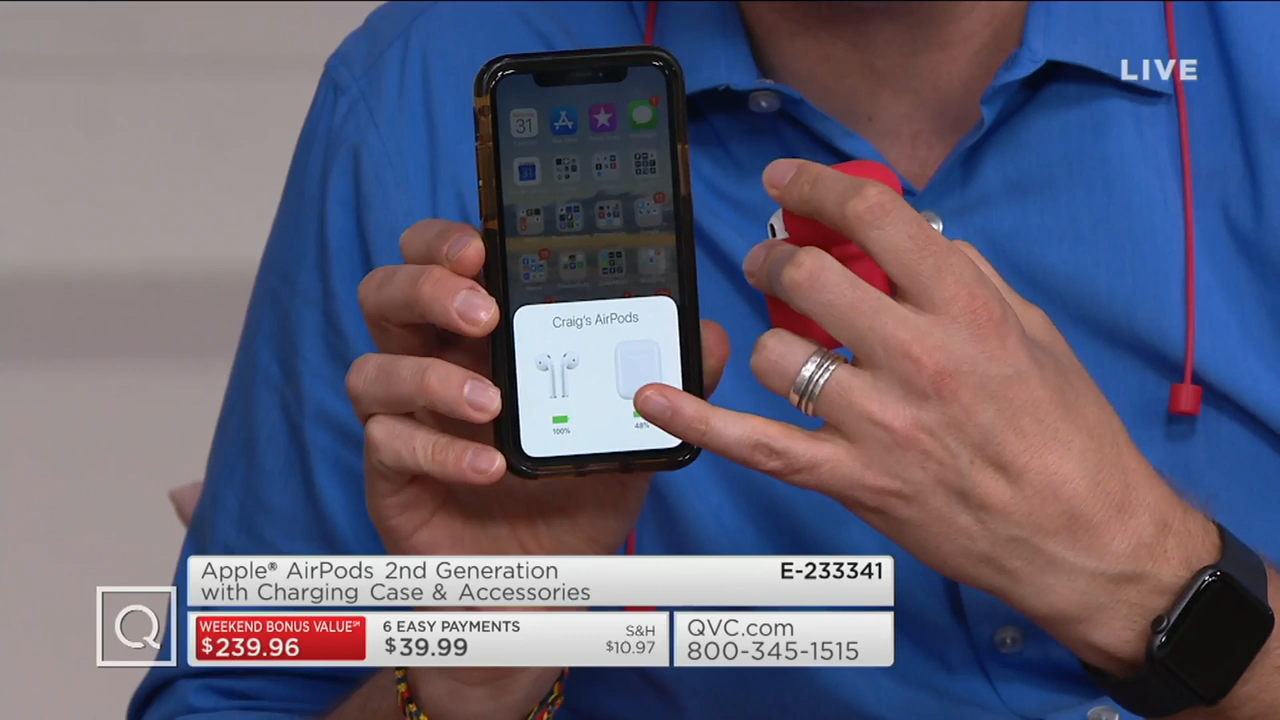 LIVE
31
31
Craig's AirPods
100%
48%
Apple® AirPods 2nd Generation
with Charging Case & Accessories
E-233341
Q
WEEKEND BONUS VALUE℠
$239.96
6 EASY PAYMENTS
$39.99
S&H
$10.97
QVC.com
800-345-1515